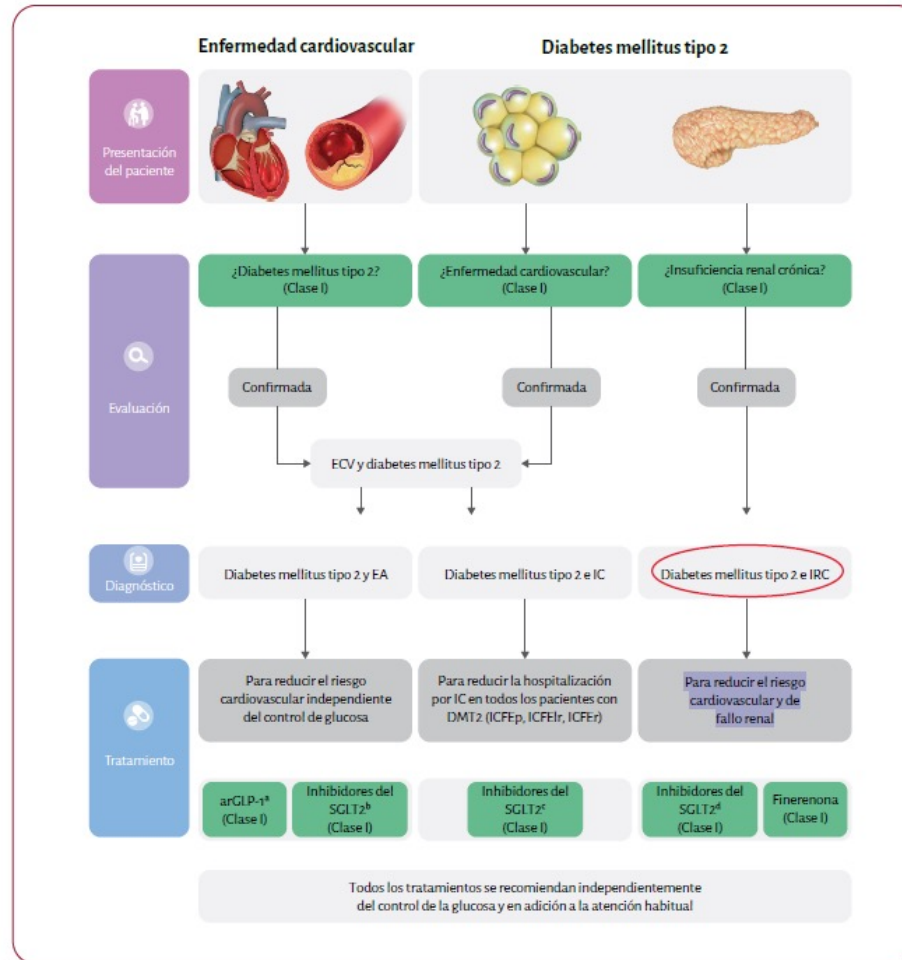 Enfermedad cardiovascular
Diabetes mellitus tipo 2
Presentación
del paciente
¿Diabetes mellitus tipo 2?
(Clase I)
¿Enfermedad cardiovascular?
(Clase I)
¿Insuficiencia renal crónica?
(Clase I)
Evaluación
Confirmada
Confirmada
Confirmada
ECV y diabetes mellitus tipo 2
Diagnóstico
Diabetes mellitus tipo 2 y EA
Diabetes mellitus tipo 2 e IC
Diabetes mellitus tipo 2 e IRC
Tratamiento
Para reducir el riesgo
cardiovascular independiente
del control de glucosa
Para reducir la hospitalización
por IC en todos los pacientes con
DMT2 (ICFEp, ICFElr, ICFEr)
Para reducir el riesgo
cardiovascular y de
fallo renal
arGLP-1ª
(Clase I)
Inhibidores del
SGLT2ᵇ
(Clase I)
Inhibidores del
SGLT2ᶜ
(Clase I)
Inhibidores del
SGLT2ᵈ
(Clase I)
Finerenona
(Clase I)
Todos los tratamientos se recomiendan independientemente
del control de la glucosa y en adición a la atención habitual